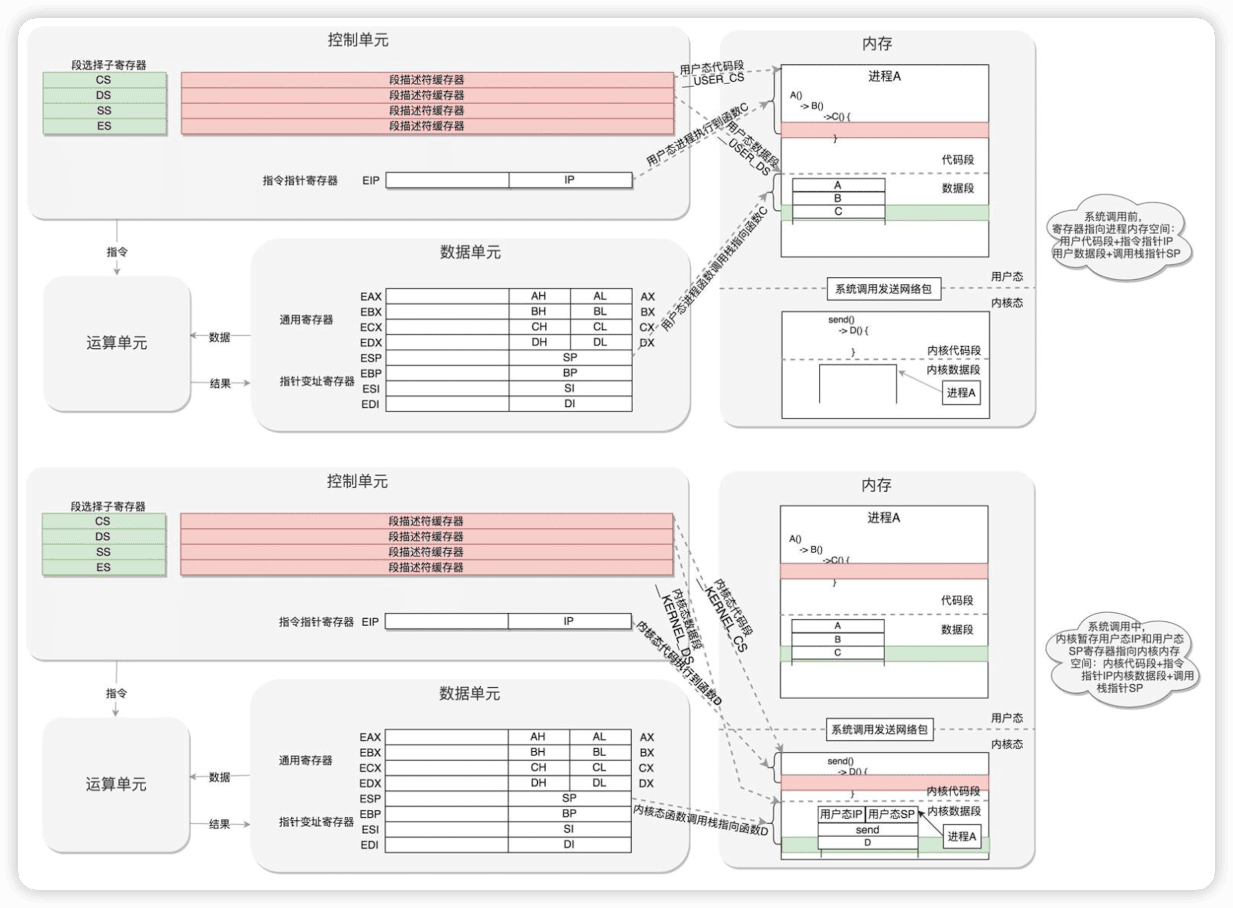 控制单元
段选择子寄存器
CS
DS
SS
ES
段描述符缓存器
段描述符缓存器
段描述符缓存器
段描述符缓存器
指令指针寄存器 EIP IP
指令
运算单元
数据
结果
数据单元
通用寄存器
EAX AH AL AX
EBX BH BL BX
ECX CH CL CX
EDX DH DL DX
指针变址寄存器
ESP SP
EBP BP
ESI SI
EDI DI
用户态代码段
__USER_CS
用户态进程执行到函数C
用户态数据段
__USER_DS
用户态进程函数调用栈指向函数C
内存
进程A
A()
-> B()
->C() {
}
代码段
数据段
A
B
C
用户态
系统调用发送网络包
内核态
send()
-> D() {
}
内核代码段
内核数据段
进程A
系统调用前,
寄存器指向进程内存空间:
用户代码段+指令指针IP
用户数据段+调用栈指针SP
控制单元
段选择子寄存器
CS
DS
SS
ES
段描述符缓存器
段描述符缓存器
段描述符缓存器
段描述符缓存器
指令指针寄存器 EIP IP
指令
运算单元
数据
结果
数据单元
通用寄存器
EAX AH AL AX
EBX BH BL BX
ECX CH CL CX
EDX DH DL DX
指针变址寄存器
ESP SP
EBP BP
ESI SI
EDI DI
内核态代码段
__KERNEL_CS
内核态数据段
__KERNEL_DS
内核态代码执行到函数D
内核态函数调用栈指向函数D
内存
进程A
A()
-> B()
->C() {
}
代码段
数据段
A
B
C
用户态
系统调用发送网络包
内核态
send()
-> D() {
}
内核代码段
内核数据段
用户态IP 用户态SP
send
D
进程A
系统调用中,
内核暂存用户态IP和用户态
SP寄存器指向内核内存
空间: 内核代码段+指令
指针IP内核数据段+调用
栈指针SP